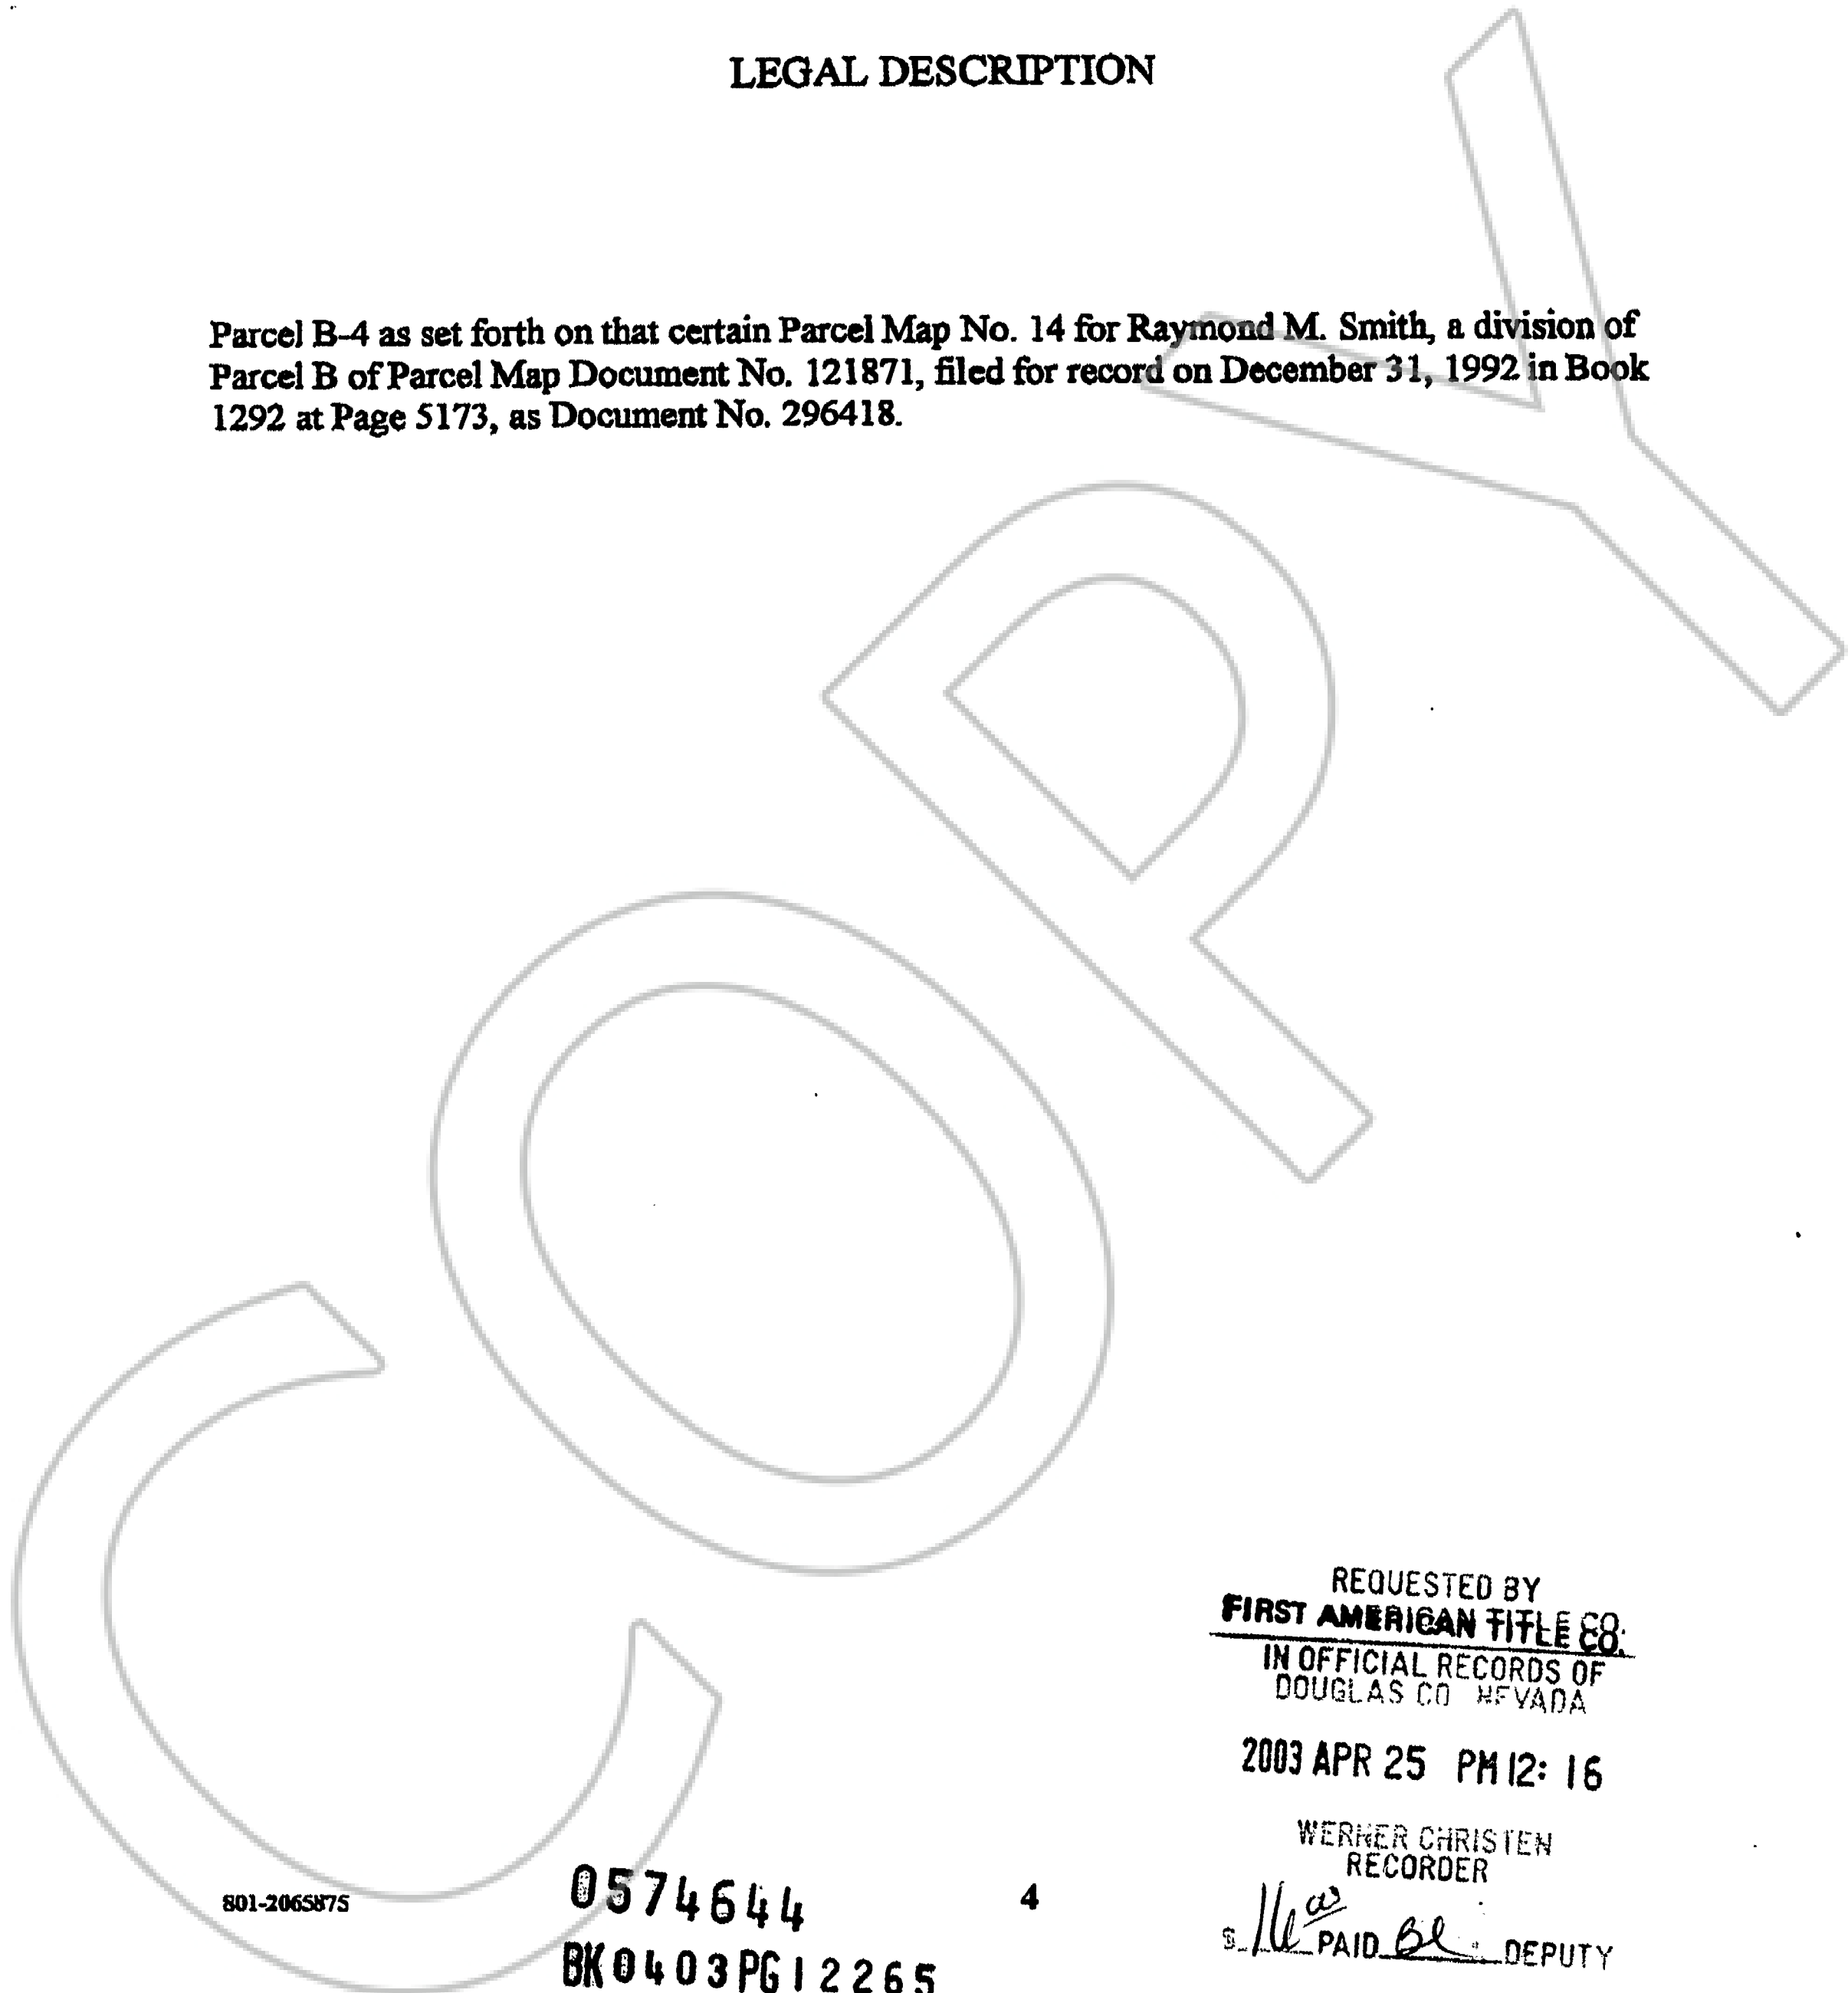 LEGAL DESCRIPTION
Parcel B-4 as set forth on that certain Parcel Map No. 14 for Raymond M. Smith, a division of
Parcel B of Parcel Map Document No. 121871, filed for record on December 31, 1992 in Book
1292 at Page 5173, as Document No. 296418.
COPY
REQUESTED BY
FIRST AMERICAN TITLE CO.
IN OFFICIAL RECORDS OF
DOUGLAS CO NEVADA
2003 APR 25 PM 12: 16
WERNER CHRISTEN
RECORDER
$ 16 00 PAID BL DEPUTY
801-2065875
0574644
4
BK0403PG12265